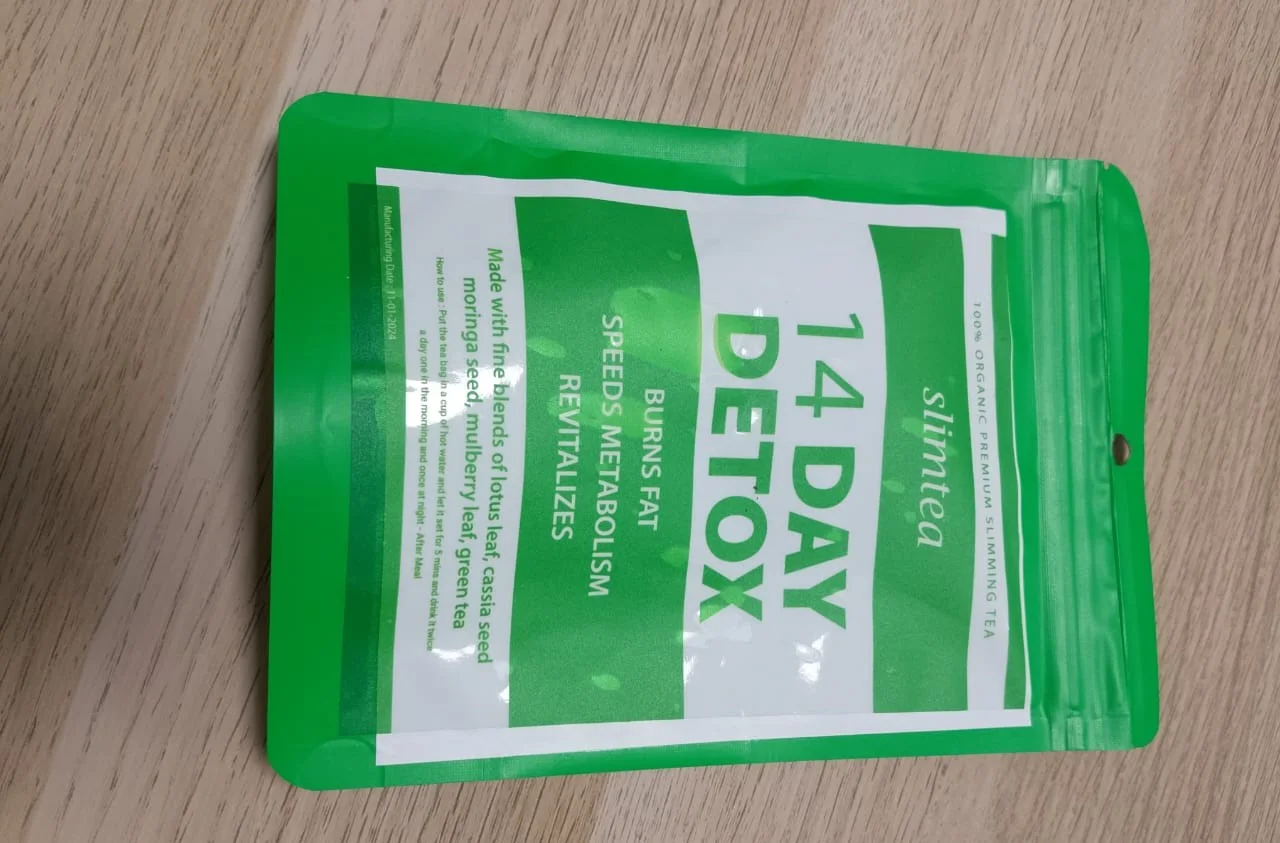 100% ORGANIC PREMIUM SLIMMING TEA
slimtea
14 DAY
DETOX
BURNS FAT
SPEEDS METABOLISM
REVITALIZES
Made with fine blends of lotus leaf, cassia seed
moringa seed, mulberry leaf, green tea
How to use : Put the tea bag in a cup of hot water and let it set for 5 mins and drink it twice
a day one in the morning and once at night - After Meal
Manufacturing Date : 11-01-2024